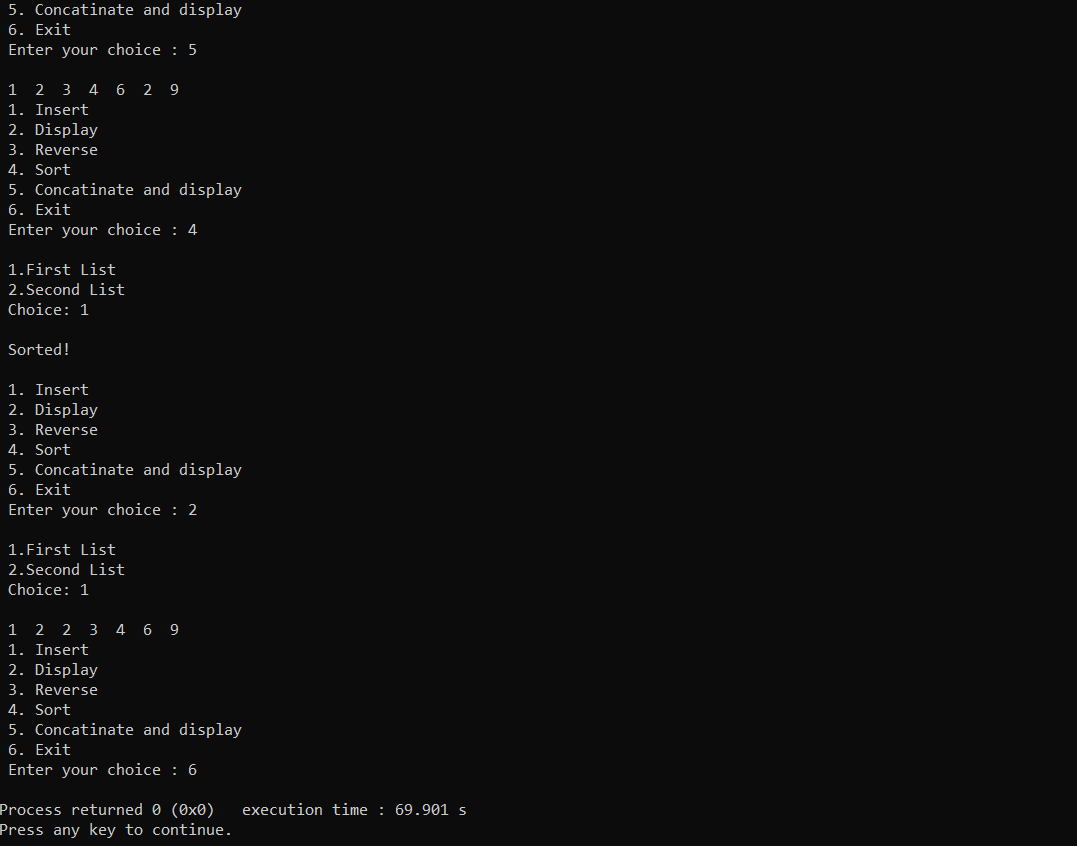 5. Concatinate and display
6. Exit
Enter your choice : 5
1  2  3  4  6  2  9
1. Insert
2. Display
3. Reverse
4. Sort
5. Concatinate and display
6. Exit
Enter your choice : 4
1.First List
2.Second List
Choice: 1
Sorted!
1. Insert
2. Display
3. Reverse
4. Sort
5. Concatinate and display
6. Exit
Enter your choice : 2
1.First List
2.Second List
Choice: 1
1  2  2  3  4  6  9
1. Insert
2. Display
3. Reverse
4. Sort
5. Concatinate and display
6. Exit
Enter your choice : 6
Process returned 0 (0x0)   execution time : 69.901 s
Press any key to continue.